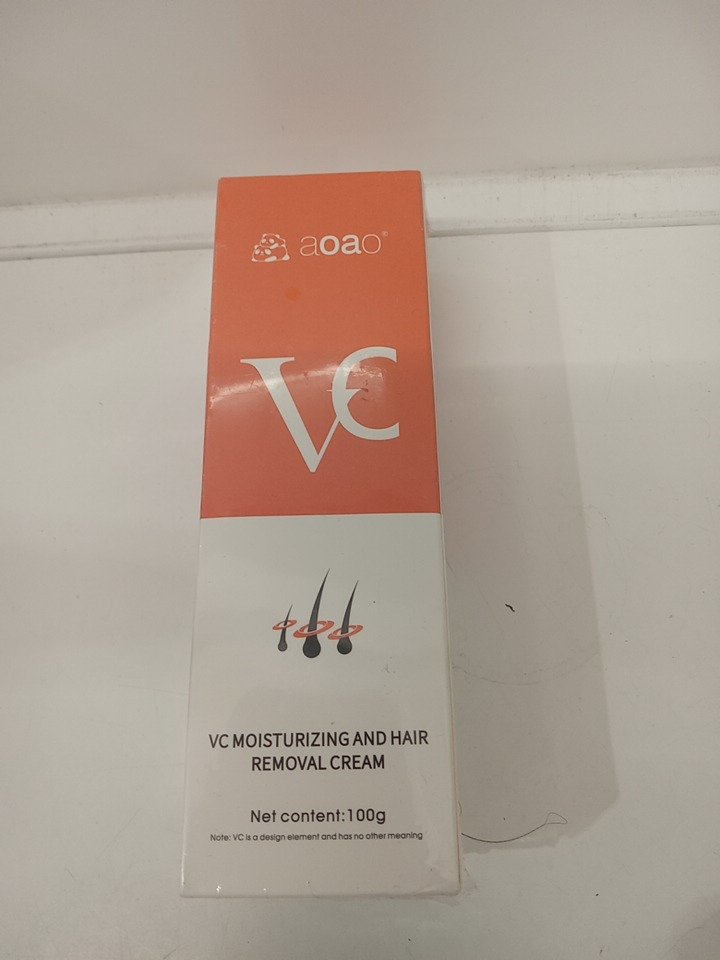 aoao®
VC
VC MOISTURIZING AND HAIR
REMOVAL CREAM
Net content:100g
Note: VC is a design element and has no other meaning